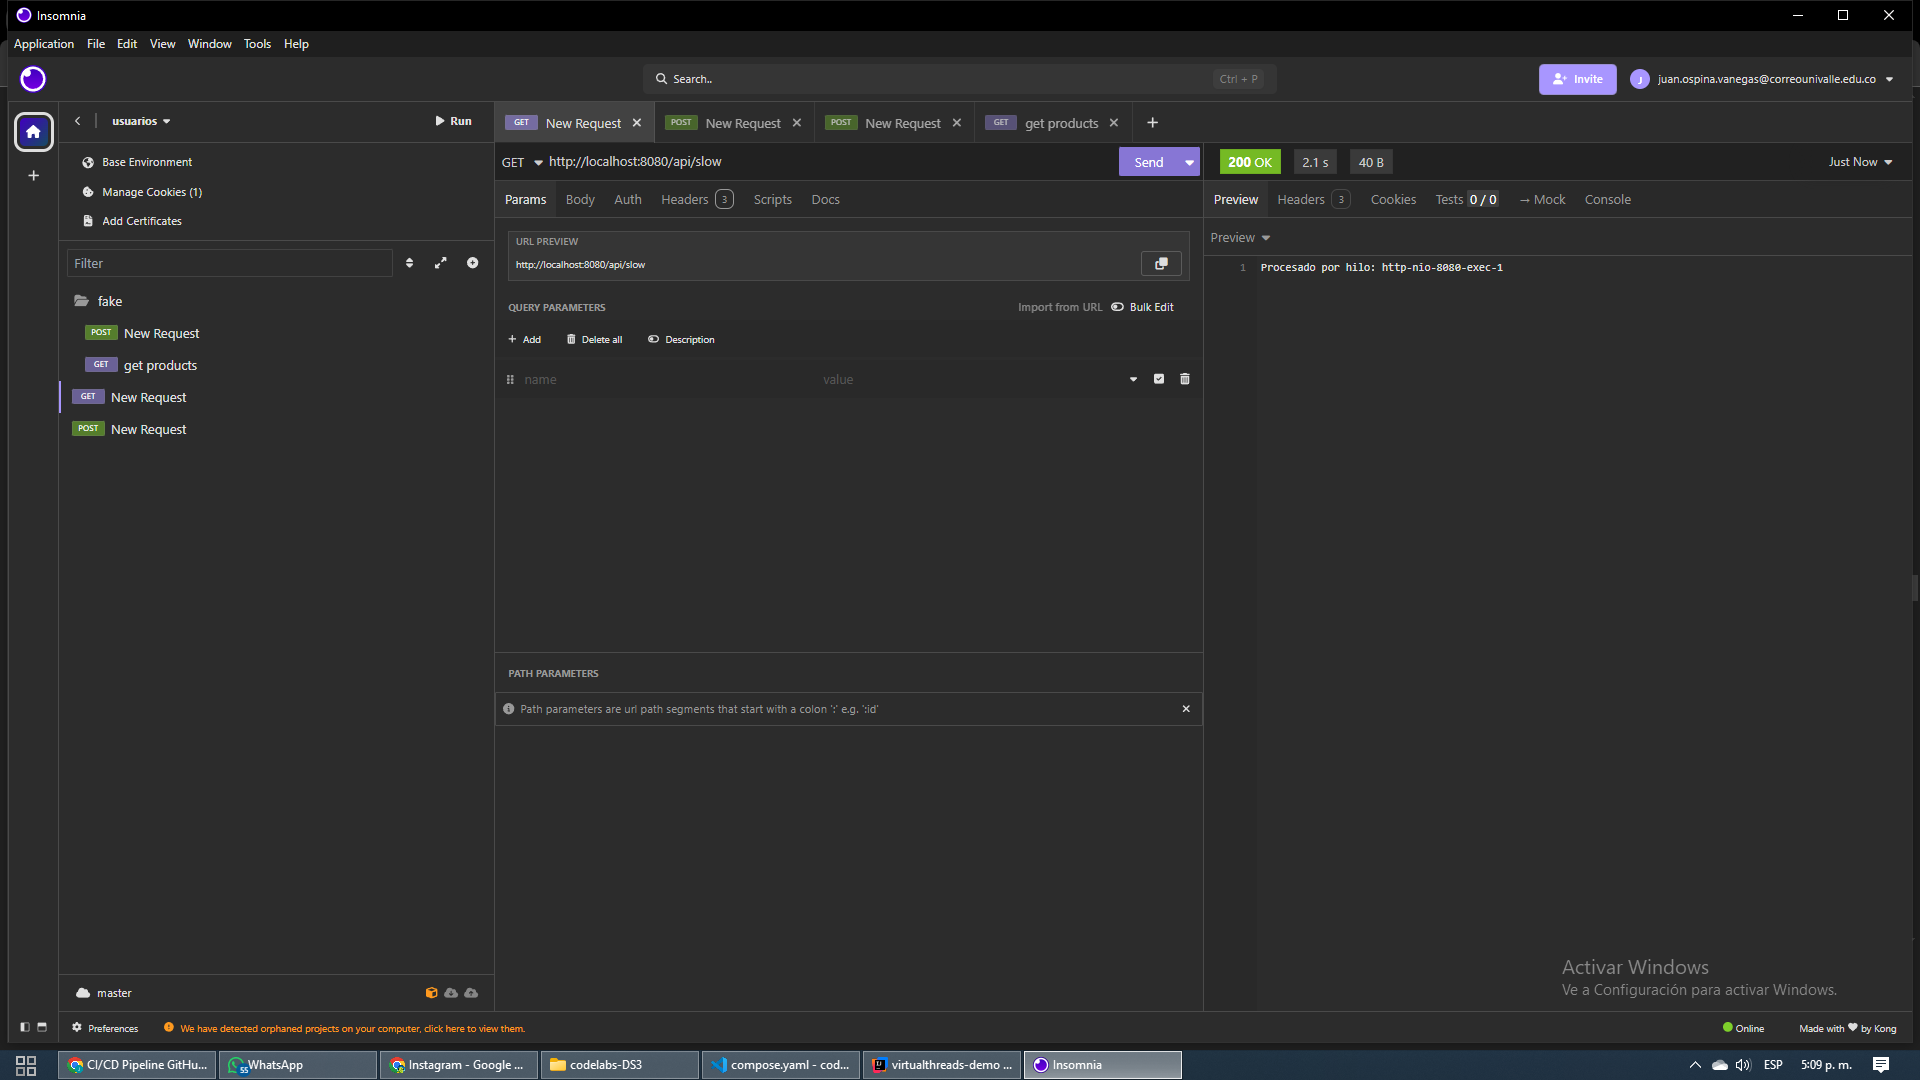 Insomnia
Application File Edit View Window Tools Help
Search.. Ctrl + P
Invite
J juan.ospina.vanegas@correounivalle.edu.co
usuarios
Run
GET New Request
POST New Request
POST New Request
GET get products
Base Environment
Manage Cookies (1)
Add Certificates
Filter
fake
POST New Request
GET get products
GET New Request
POST New Request
master
GET http://localhost:8080/api/slow
Send
Params Body Auth Headers 3 Scripts Docs
URL PREVIEW
http://localhost:8080/api/slow
QUERY PARAMETERS
Import from URL Bulk Edit
Add Delete all Description
name value
PATH PARAMETERS
Path parameters are url path segments that start with a colon ':' e.g. ':id'
200 OK 2.1 s 40 B
Just Now
Preview Headers 3 Cookies Tests 0 / 0 → Mock Console
Preview
1 Procesado por hilo: http-nio-8080-exec-1
Activar Windows
Ve a Configuración para activar Windows.
Preferences
We have detected orphaned projects on your computer, click here to view them.
Online
Made with ❤ by Kong
CI/CD Pipeline GitHu...
55 WhatsApp
Instagram - Google ...
codelabs-DS3
compose.yaml - cod...
virtualthreads-demo ...
Insomnia
ESP
5:09 p. m.